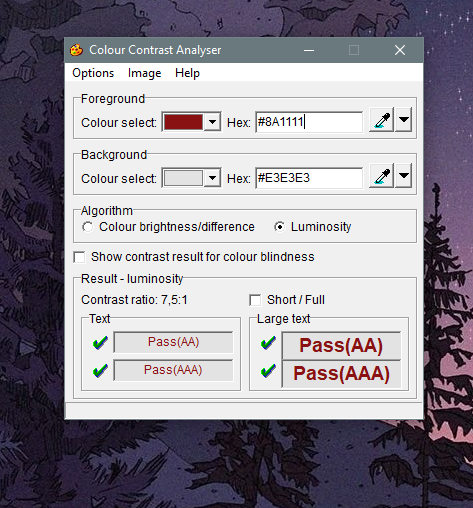 Colour Contrast Analyser
Options Image Help
Foreground
Colour select: Hex: #8A1111
Background
Colour select: Hex: #E3E3E3
Algorithm
Colour brightness/difference Luminosity
Show contrast result for colour blindness
Result - luminosity
Contrast ratio: 7,5:1 Short / Full
Text
Pass(AA)
Pass(AAA)
Large text
Pass(AA)
Pass(AAA)